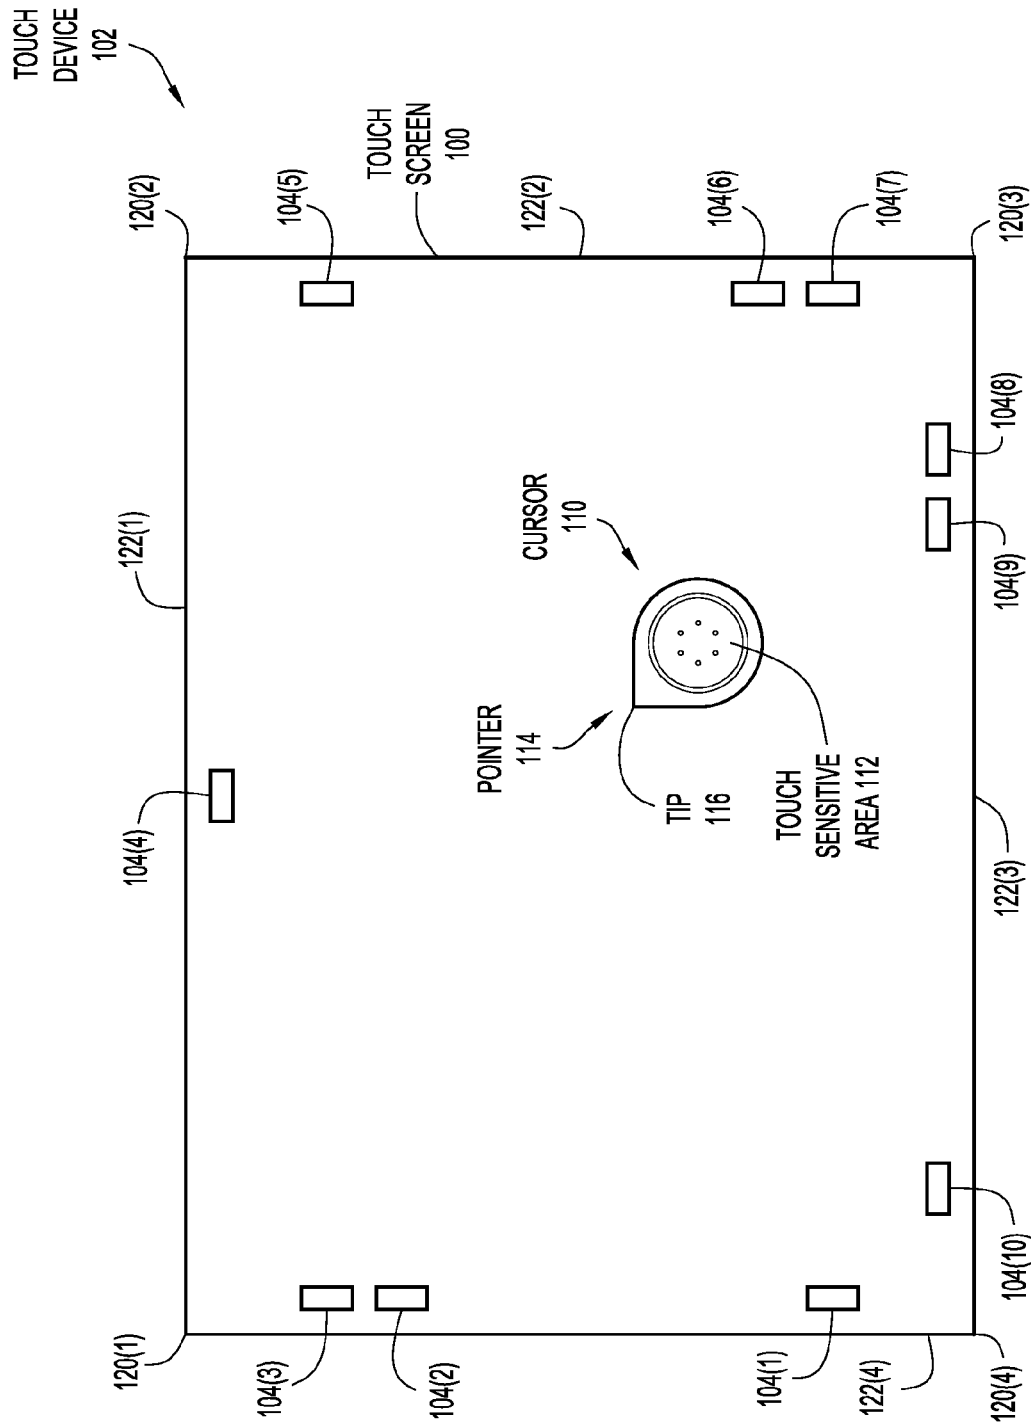 TOUCH
DEVICE
102
120(1)
122(1)
120(2)
104(4)
104(3)
104(2)
104(1)
122(4)
120(4)
104(10)
122(3)
104(9)
104(8)
120(3)
104(7)
104(6)
122(2)
TOUCH
SCREEN
100
104(5)
POINTER
114
CURSOR
110
TIP
116
TOUCH
SENSITIVE
AREA 112